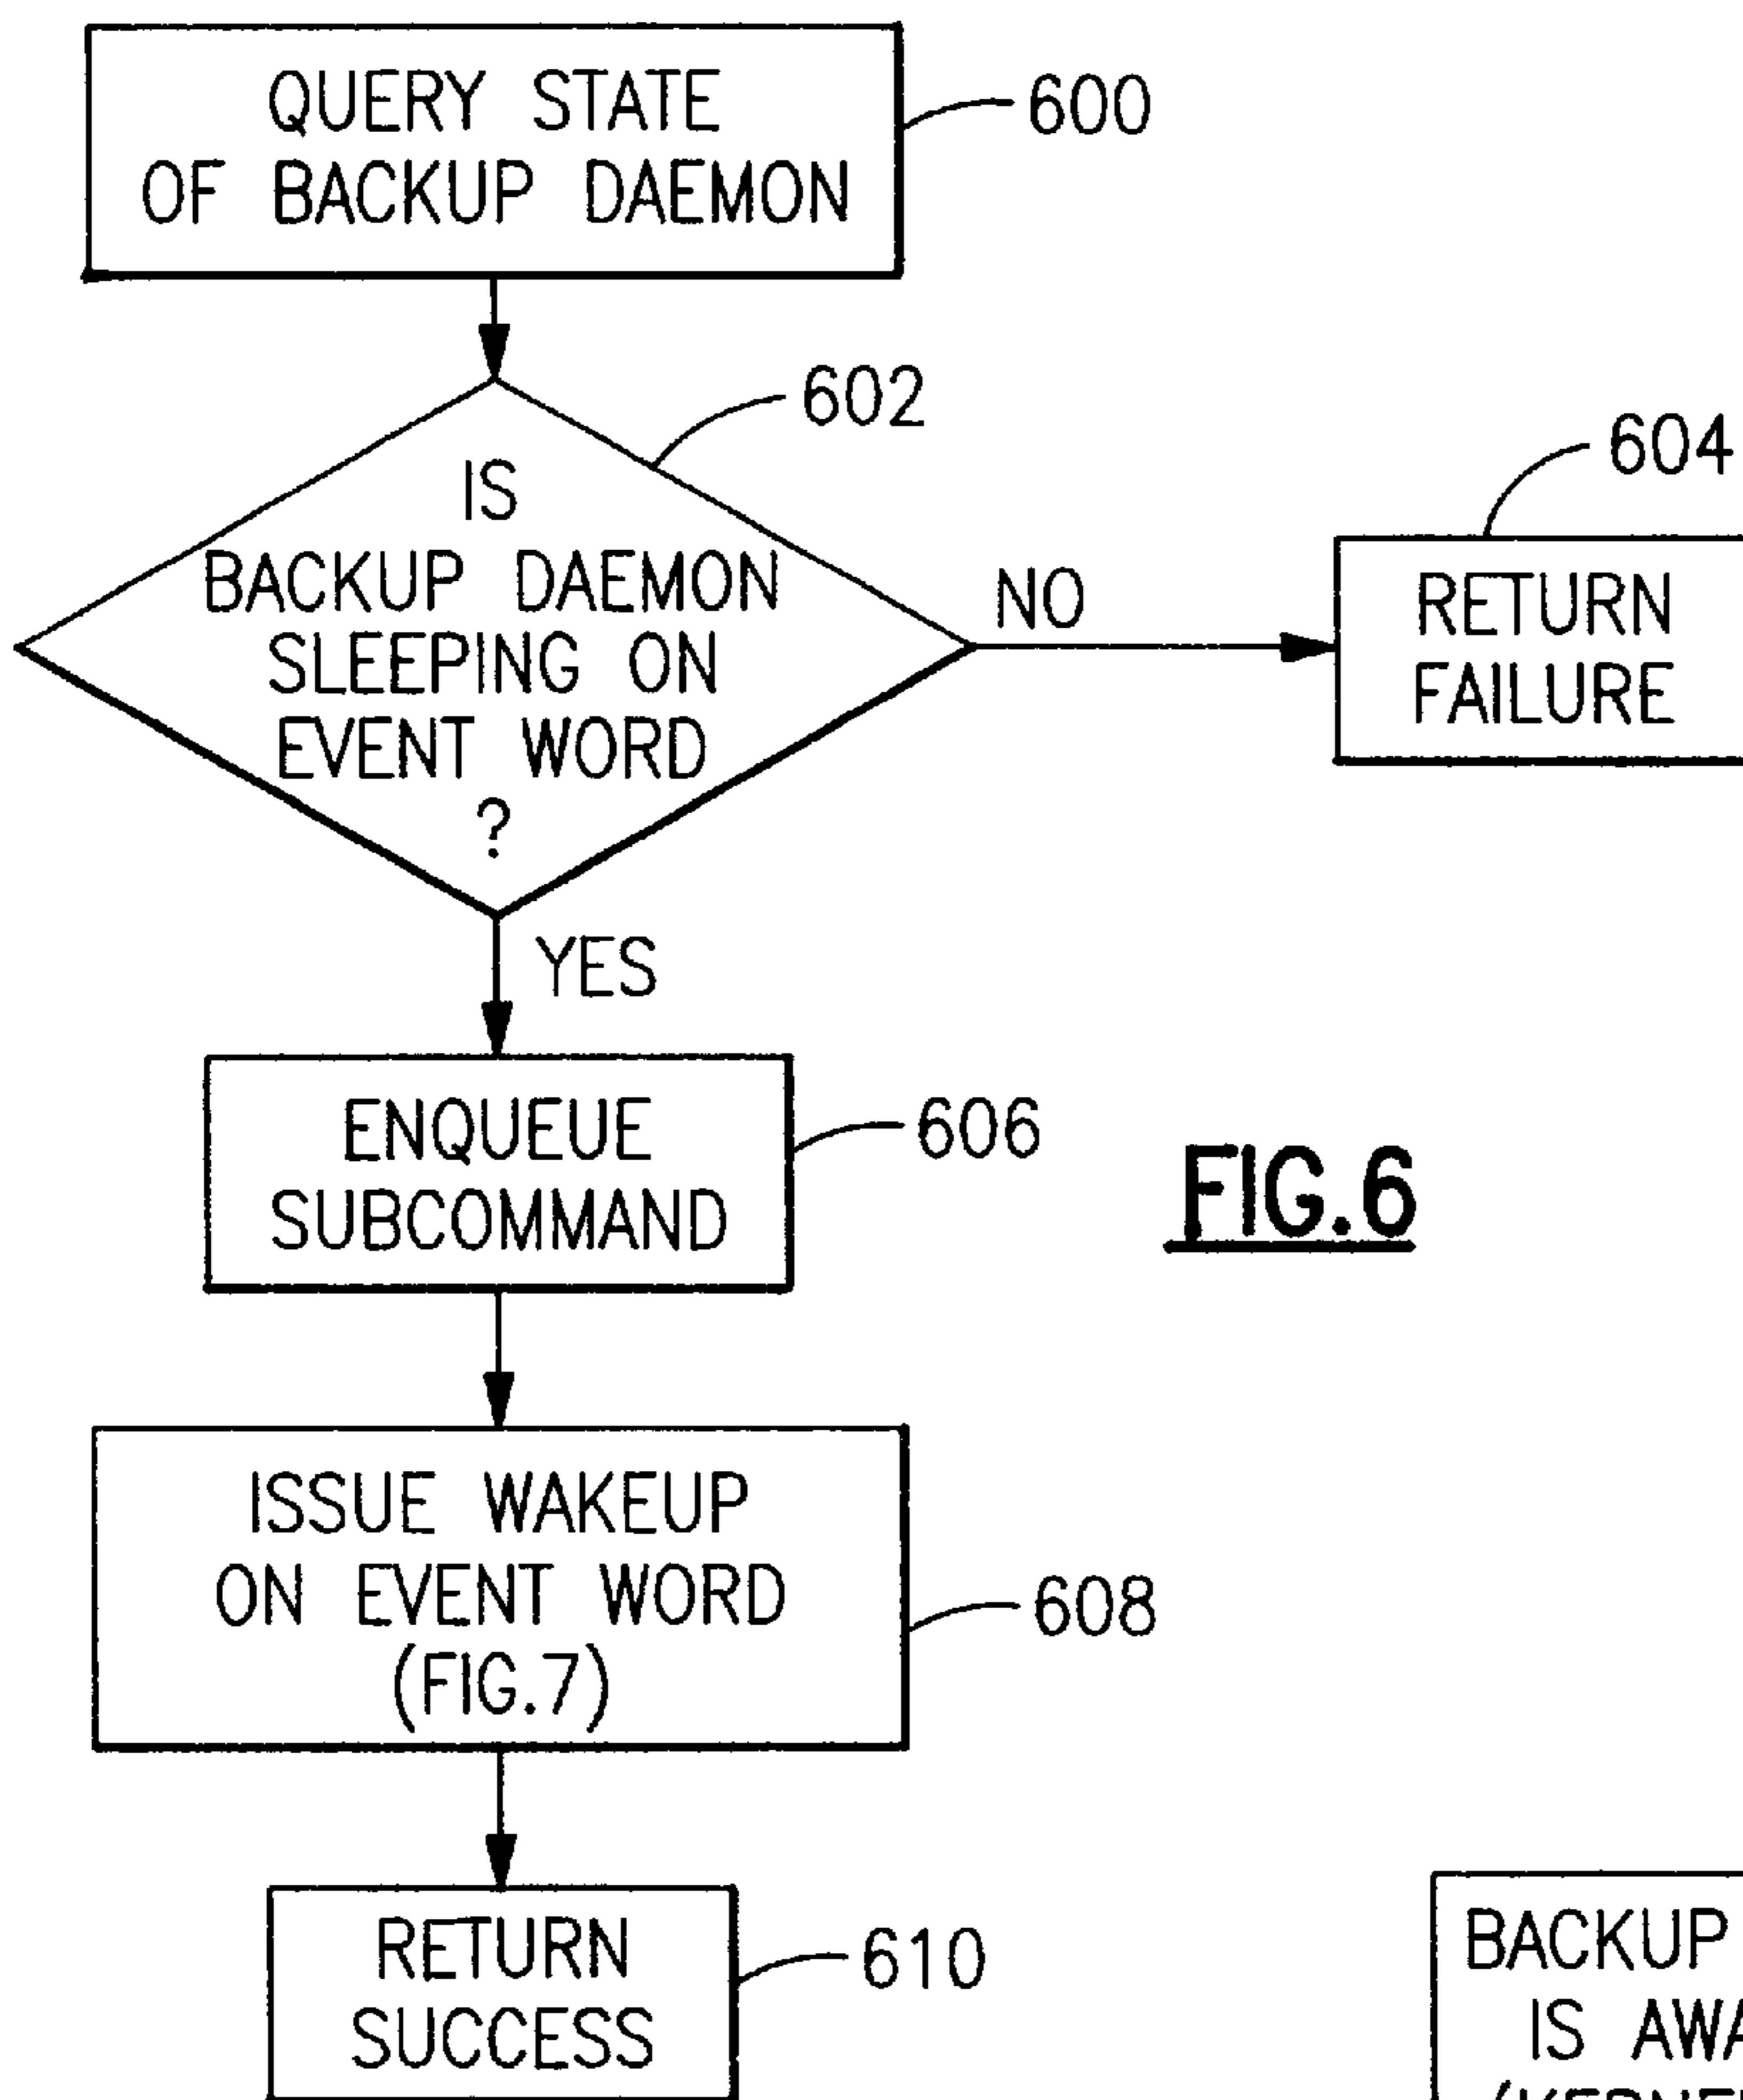 QUERY STATE
OF BACKUP DAEMON
600
602
IS
BACKUP DAEMON
SLEEPING ON
EVENT WORD
?
NO
604
RETURN
FAILURE
YES
ENQUEUE
SUBCOMMAND
606
FIG.6
ISSUE WAKEUP
ON EVENT WORD
(FIG.7)
608
RETURN
SUCCESS
610
BACKUP
IS